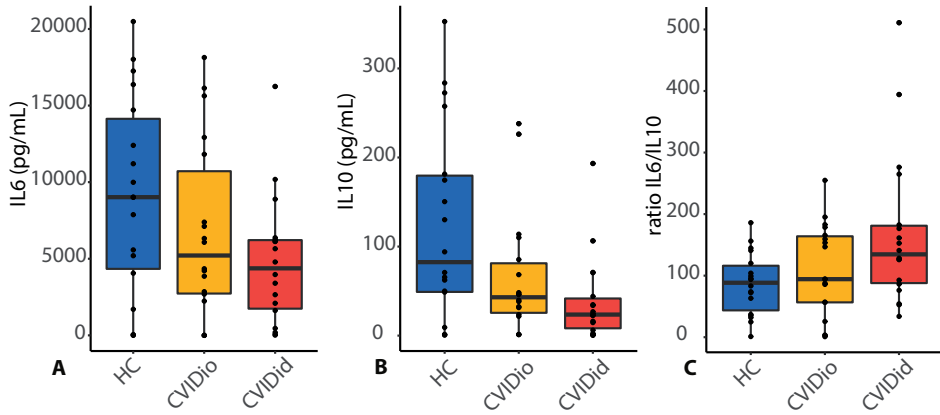 IL6 (pg/mL)
20000
15000
10000
5000
0
A
HC
CVIDio
CVIDid
IL10 (pg/mL)
300
200
100
0
B
HC
CVIDio
CVIDid
ratio IL6/IL10
500
400
300
200
100
0
C
HC
CVIDio
CVIDid